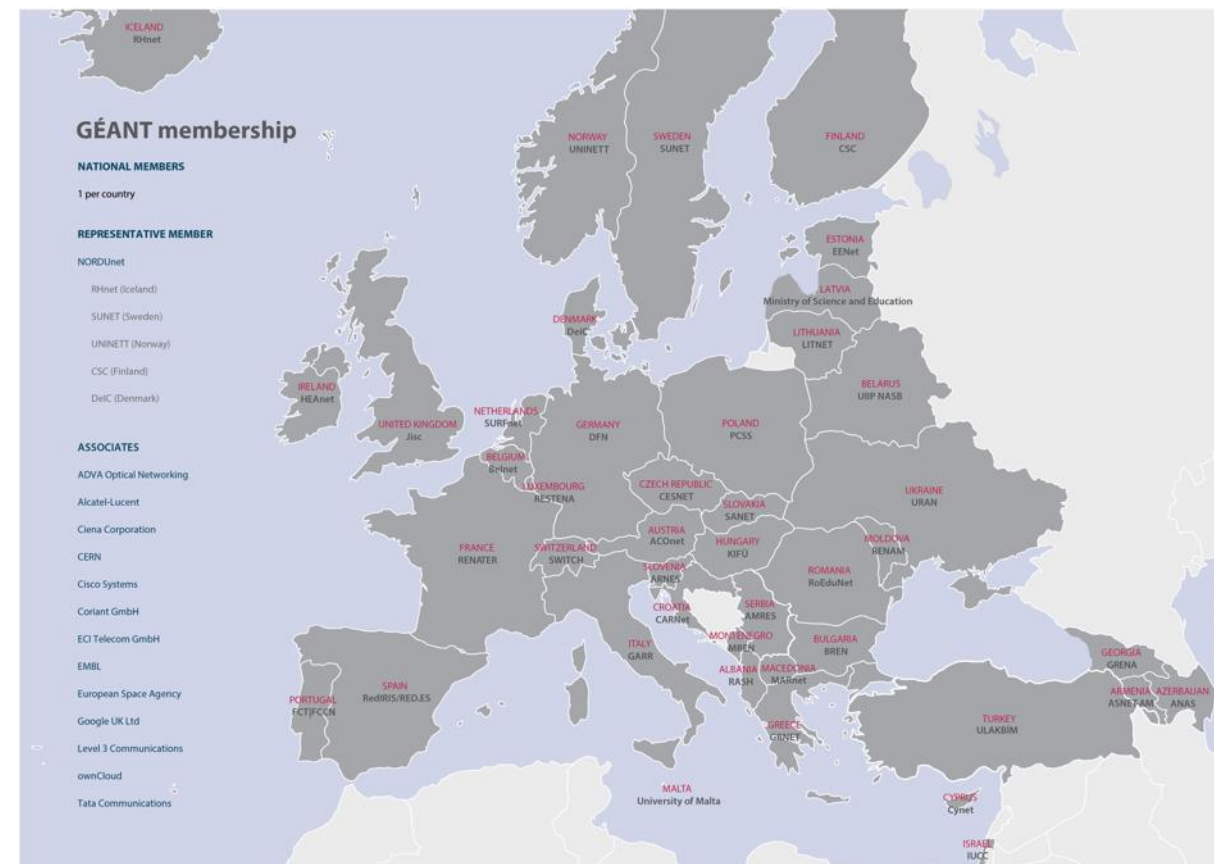 ICELAND
RHnet
GÉANT membership
NATIONAL MEMBERS
1 per country
REPRESENTATIVE MEMBER
NORDUnet
RHnet (Iceland)
SUNET (Sweden)
UNINETT (Norway)
CSC (Finland)
DeIC (Denmark)
ASSOCIATES
ADVA Optical Networking
Alcatel-Lucent
Ciena Corporation
CERN
Cisco Systems
Coriant GmbH
ECI Telecom GmbH
EMBL
European Space Agency
Google UK Ltd
Level 3 Communications
ownCloud
Tata Communications
NORWAY
UNINETT
SWEDEN
SUNET
FINLAND
CSC
ESTONIA
EENet
LATVIA
Ministry of Science and Education
LITHUANIA
LITNET
DENMARK
DeiC
BELARUS
UIIP NASB
IRELAND
HEAnet
UNITED KINGDOM
Jisc
NETHERLANDS
SURFnet
GERMANY
DFN
POLAND
PCSS
BELGIUM
Belnet
LUXEMBOURG
RESTENA
CZECH REPUBLIC
CESNET
SLOVAKIA
SANET
UKRAINE
URAN
FRANCE
RENATER
SWITZERLAND
SWITCH
AUSTRIA
ACOnet
HUNGARY
KIFÜ
MOLDOVA
RENAM
SLOVENIA
ARNES
ROMANIA
RoEduNet
CROATIA
CARNet
SERBIA
AMRES
ITALY
GARR
MONTENEGRO
MREN
BULGARIA
BREN
ALBANIA
RASH
MACEDONIA
MARnet
GEORGIA
GRENA
PORTUGAL
FCT|FCCN
SPAIN
RedIRIS/RED.ES
ARMENIA
ASNET-AM
AZERBAIJAN
ANAS
GREECE
GRNET
TURKEY
ULAKBİM
MALTA
University of Malta
CYPRUS
Cynet
ISRAEL
IUCC